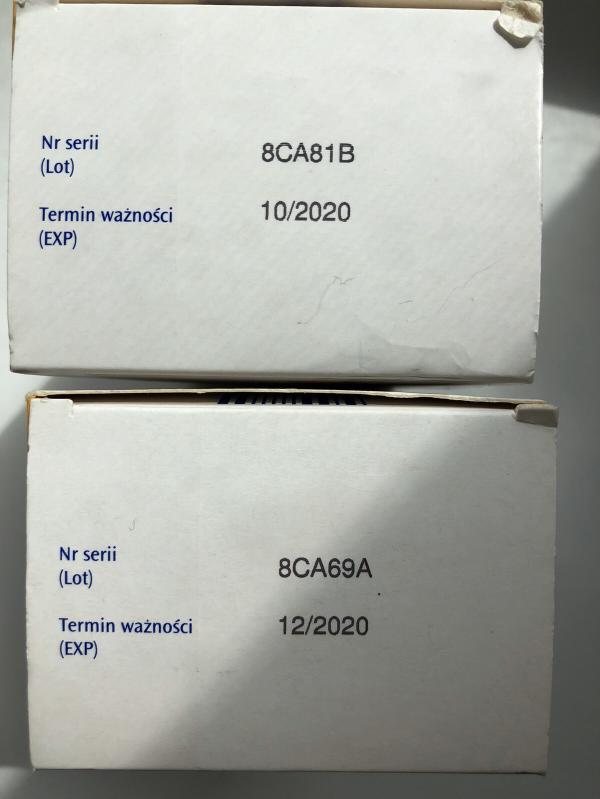 Nr serii
(Lot)
8CA81B
Termin ważności
(EXP)
10/2020
Nr serii
(Lot)
8CA69A
Termin ważności
(EXP)
12/2020